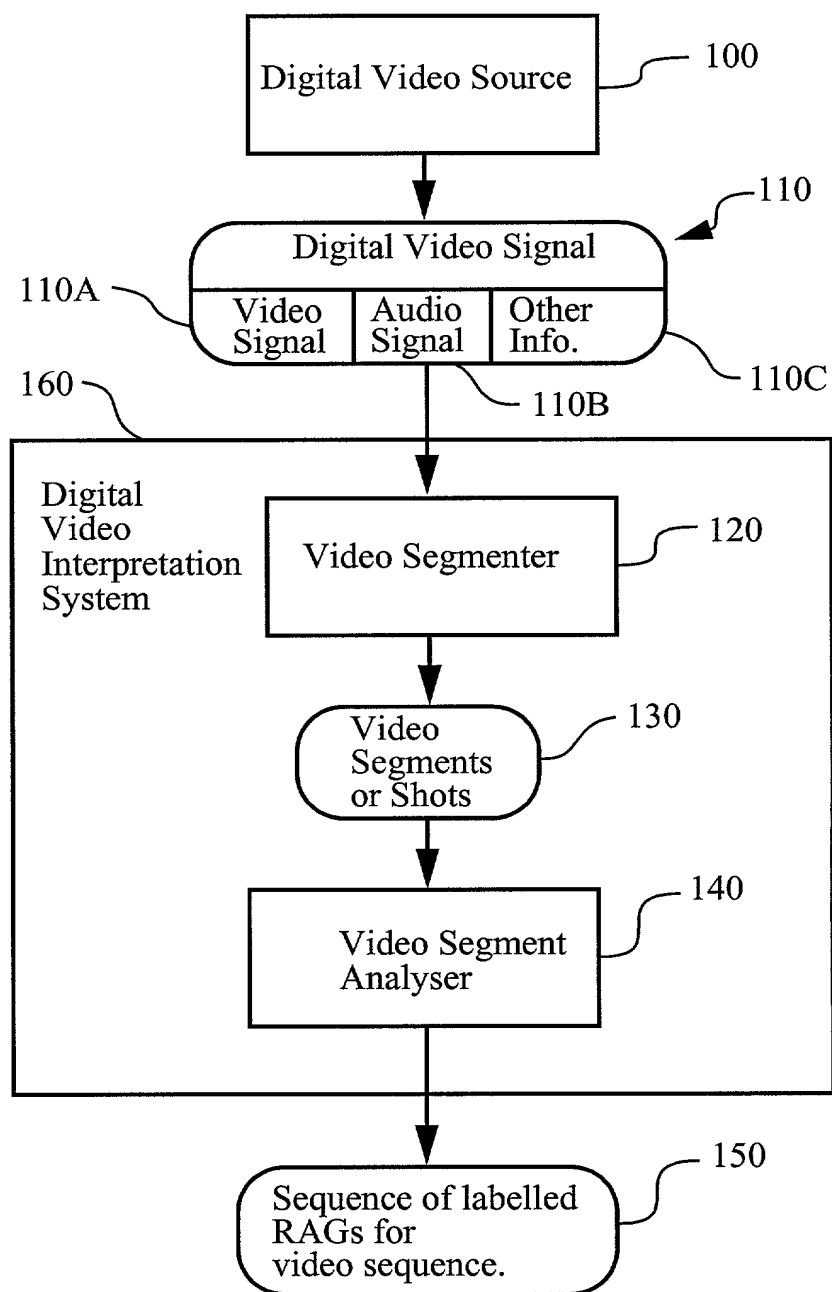 Digital Video Source
100
110
Digital Video Signal
110A
Video
Signal
Audio
Signal
Other
Info.
110C
110B
160
Digital
Video
Interpretation
System
Video Segmenter
120
Video
Segments
or Shots
130
Video Segment
Analyser
140
150
Sequence of labelled
RAGs for
video sequence.